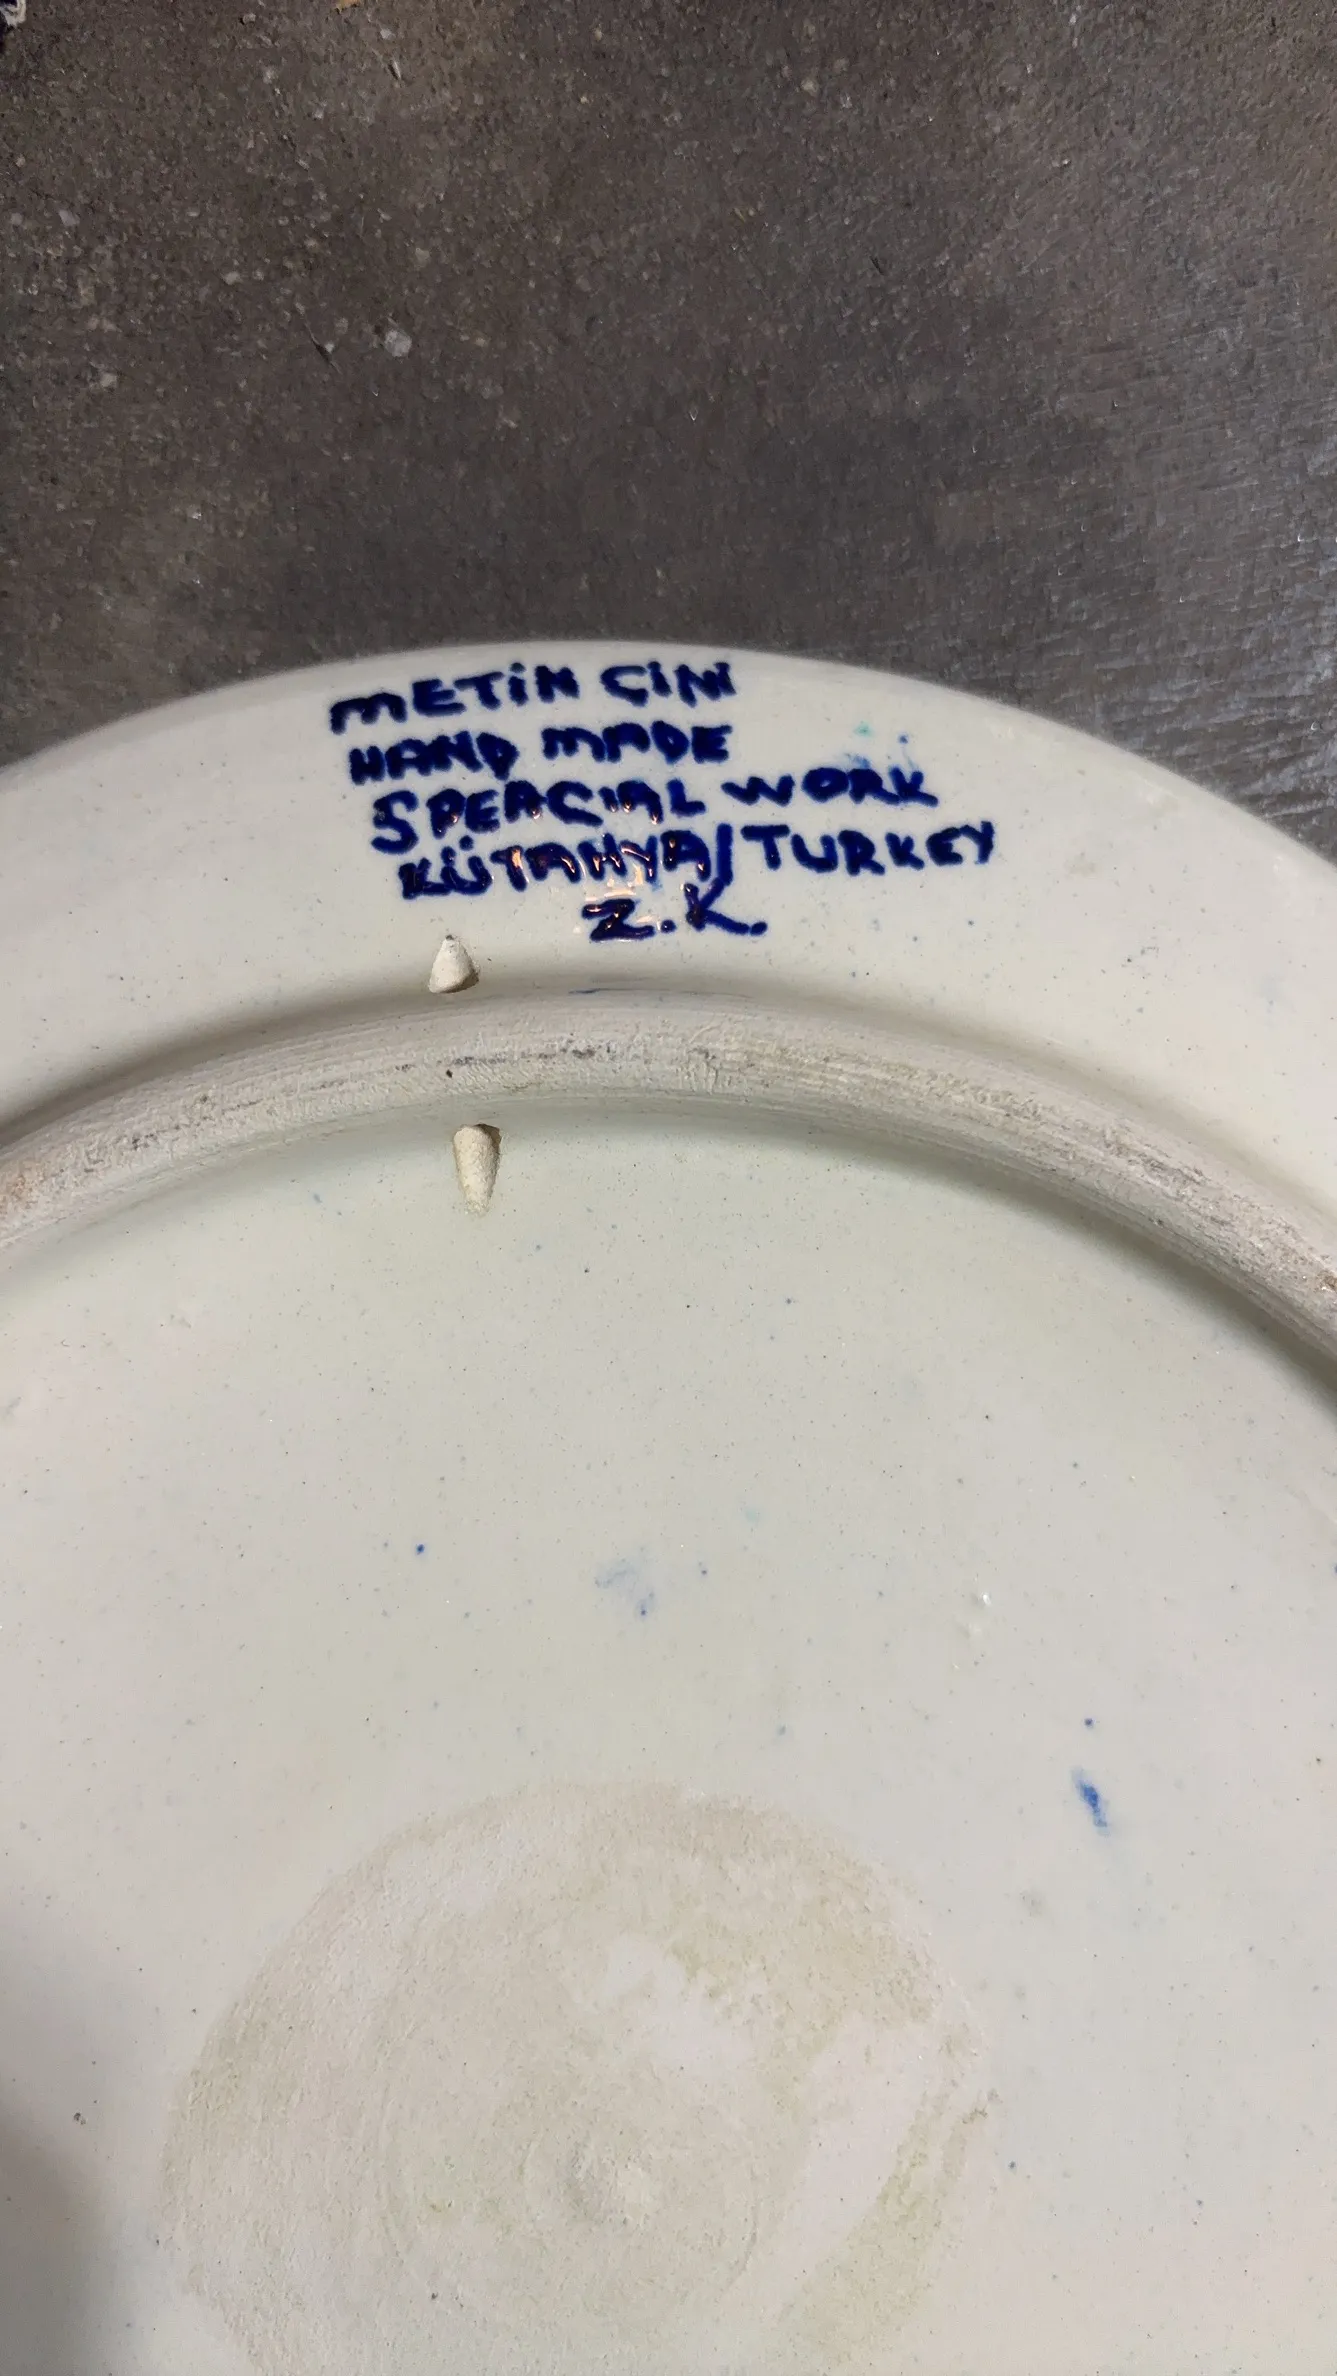 METiN ÇiNi
HAND MADE
SPEACiAL WORK
KÜTAHYA/TURKEY
Z.K.